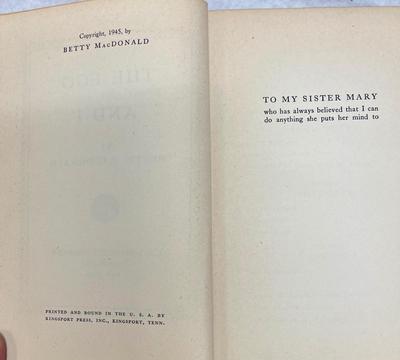 Copyright, 1945, by
BETTY MACDONALD
PRINTED AND BOUND IN THE U. S. A. BY
KINGSPORT PRESS, INC., KINGSPORT, TENN.
TO MY SISTER MARY
who has always believed that I can
do anything she puts her mind to